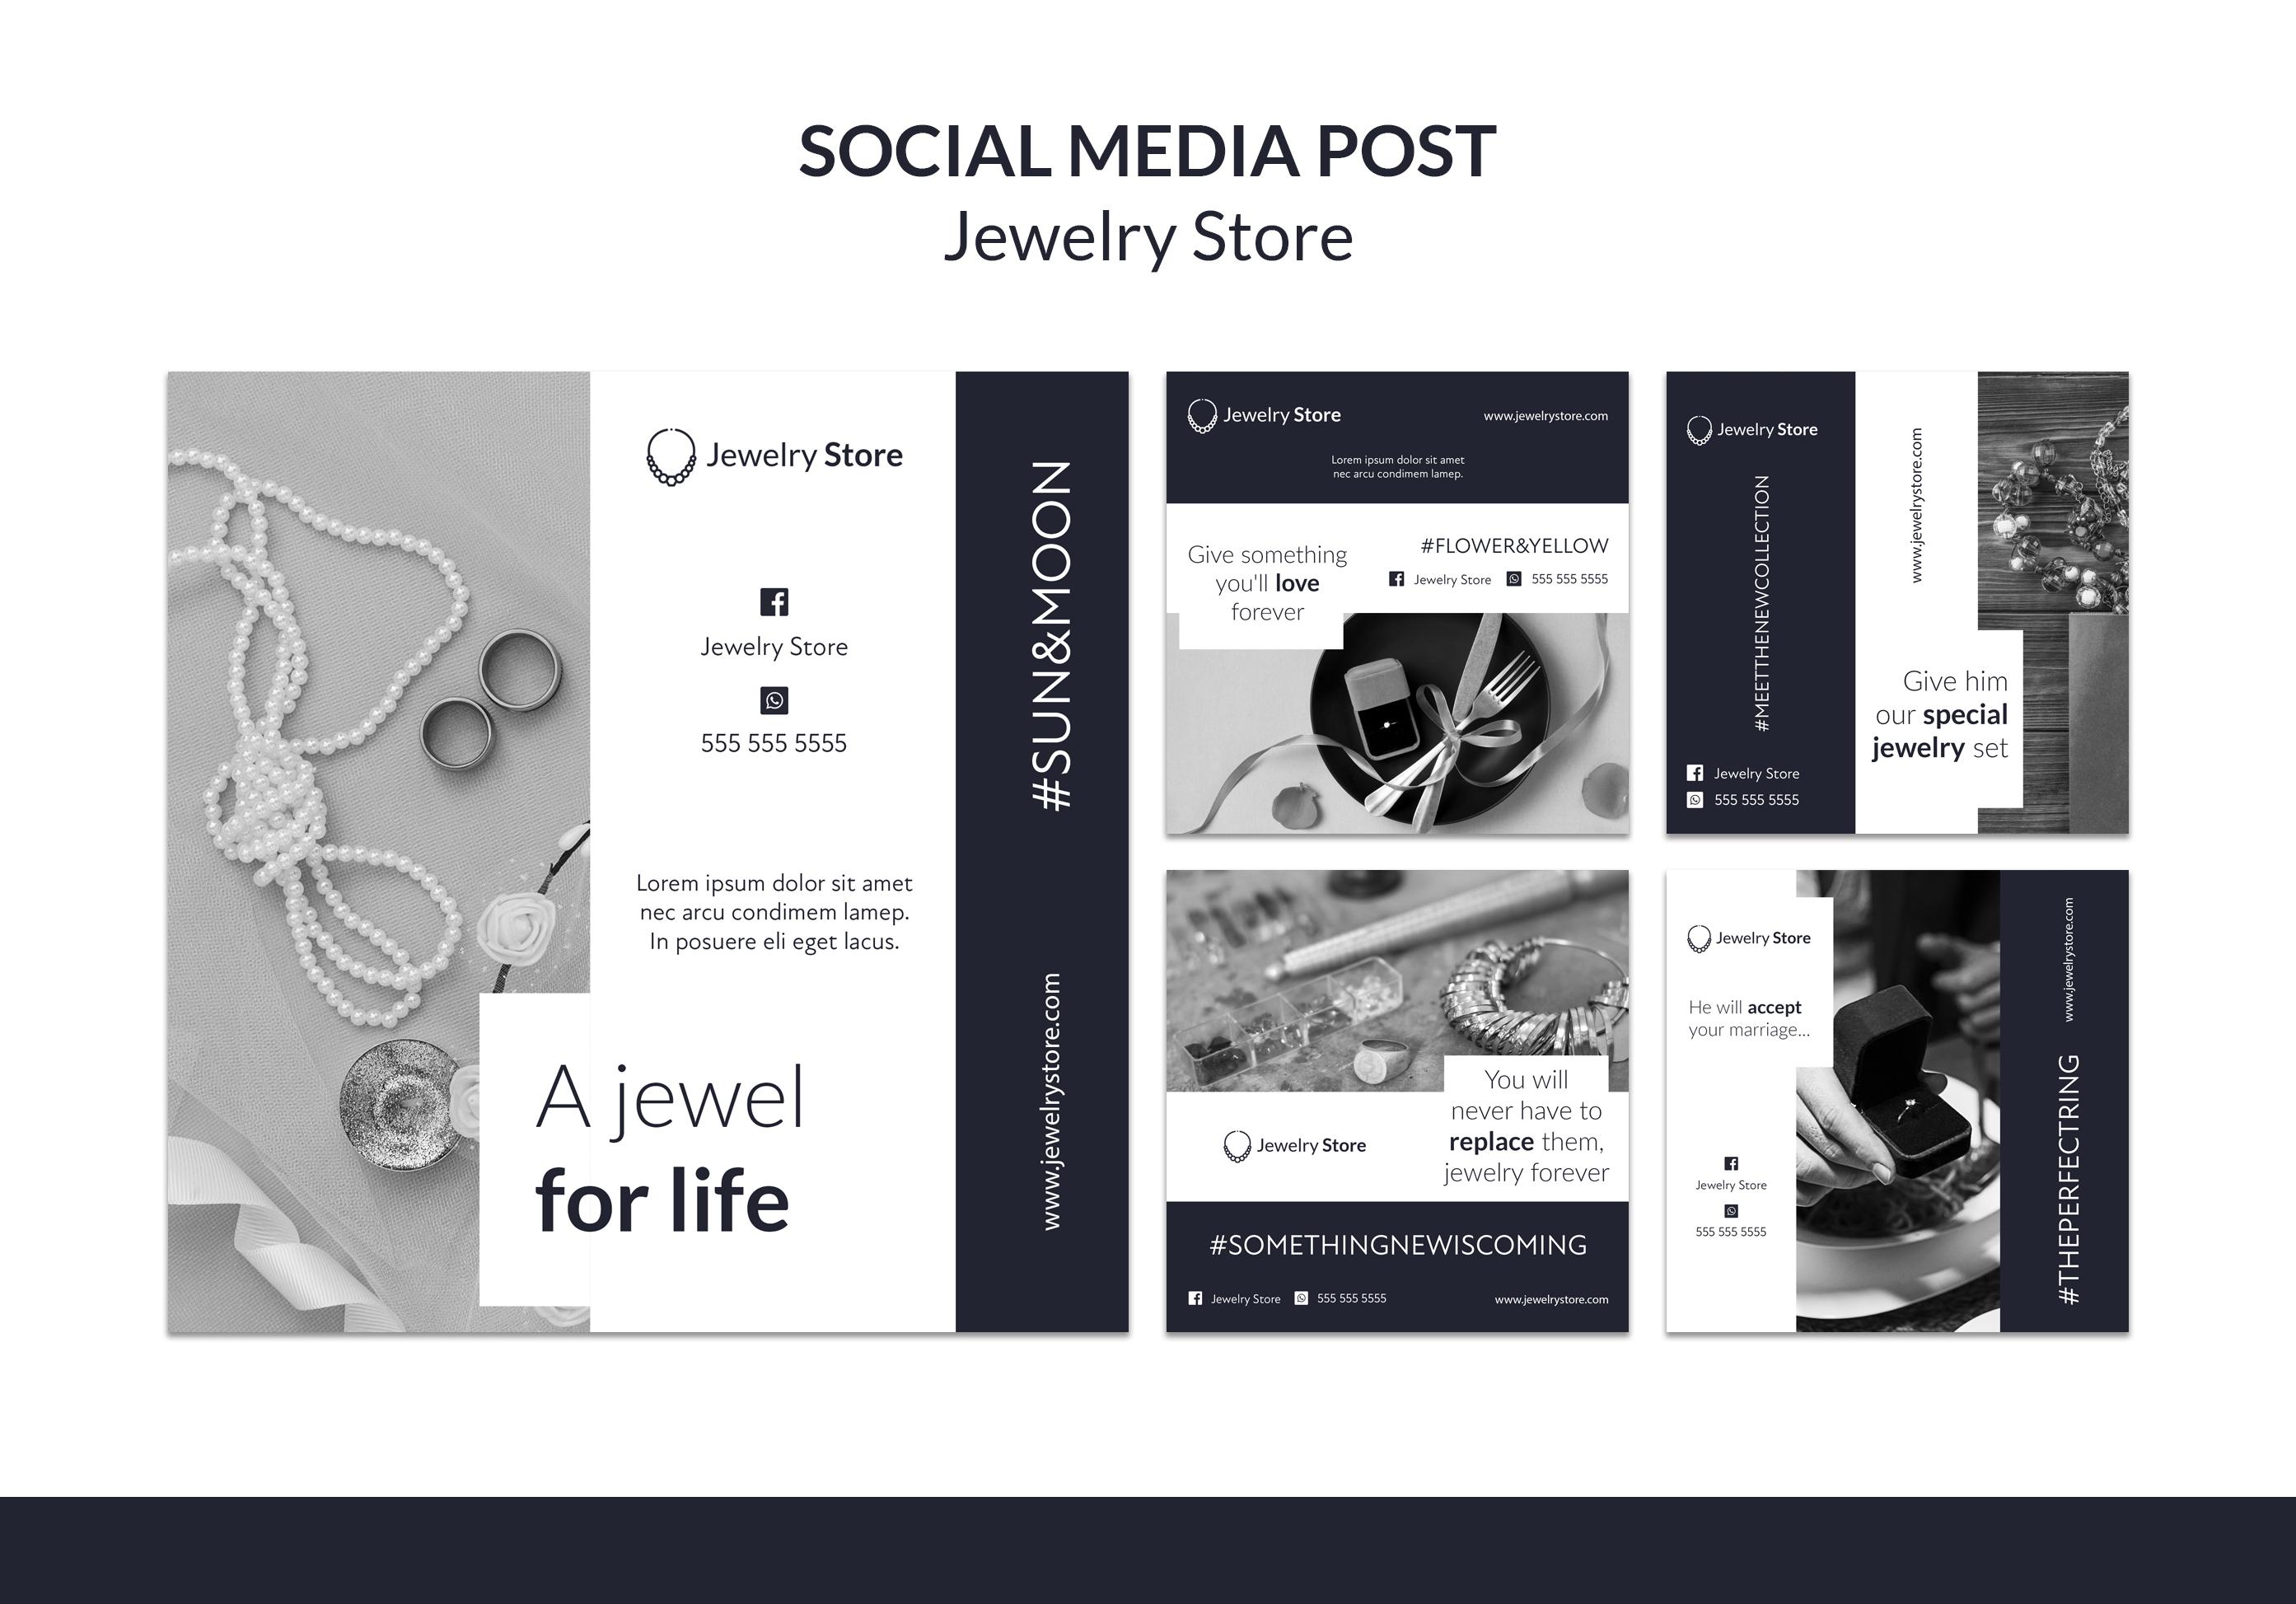 SOCIAL MEDIA POST
Jewelry Store
Jewelry Store
Jewelry Store
555 555 5555
Lorem ipsum dolor sit amet
nec arcu condimem lamep.
In posuere eli eget lacus.
A jewel
for life
#SUN&MOON
www.jewelrystore.com
Jewelry Store
www.jewelrystore.com
Lorem ipsum dolor sit amet
nec arcu condimem lamep.
Give something
you'll love
forever
#FLOWER&YELLOW
Jewelry Store 555 555 5555
Jewelry Store
#MEETTHENEWCOLLECTION
Jewelry Store
555 555 5555
www.jewelrystore.com
Give him
our special
jewelry set
You will
never have to
replace them,
jewelry forever
Jewelry Store
#SOMETHINGNEWISCOMING
Jewelry Store 555 555 5555
www.jewelrystore.com
Jewelry Store
He will accept
your marriage...
Jewelry Store
555 555 5555
www.jewelrystore.com
#THEPERFECTRING